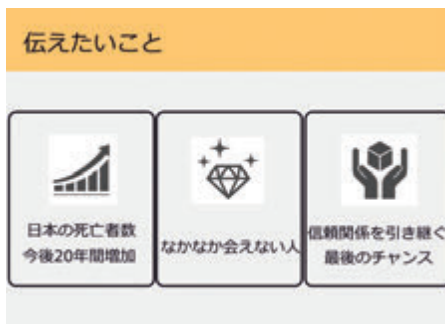 伝えたいこと
日本の死亡者数
今後20年間増加
なかなか会えない人
信頼関係を引き継ぐ
最後のチャンス